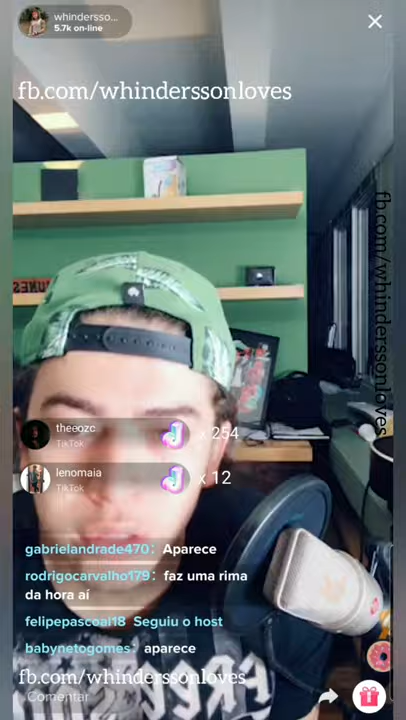 whindersso...
5.7k on-line
fb.com/whinderssonloves
fb.com/whinderssonloves
theeozc
TikTok
x 254
lenomaia
TikTok
x 12
gabrielandrade470: Aparece
rodrigocarvalho179: faz uma rima
da hora aí
felipepascoal18 Seguiu o host
babynetogomes: aparece
fb.com/whinderssonloves
Comentar